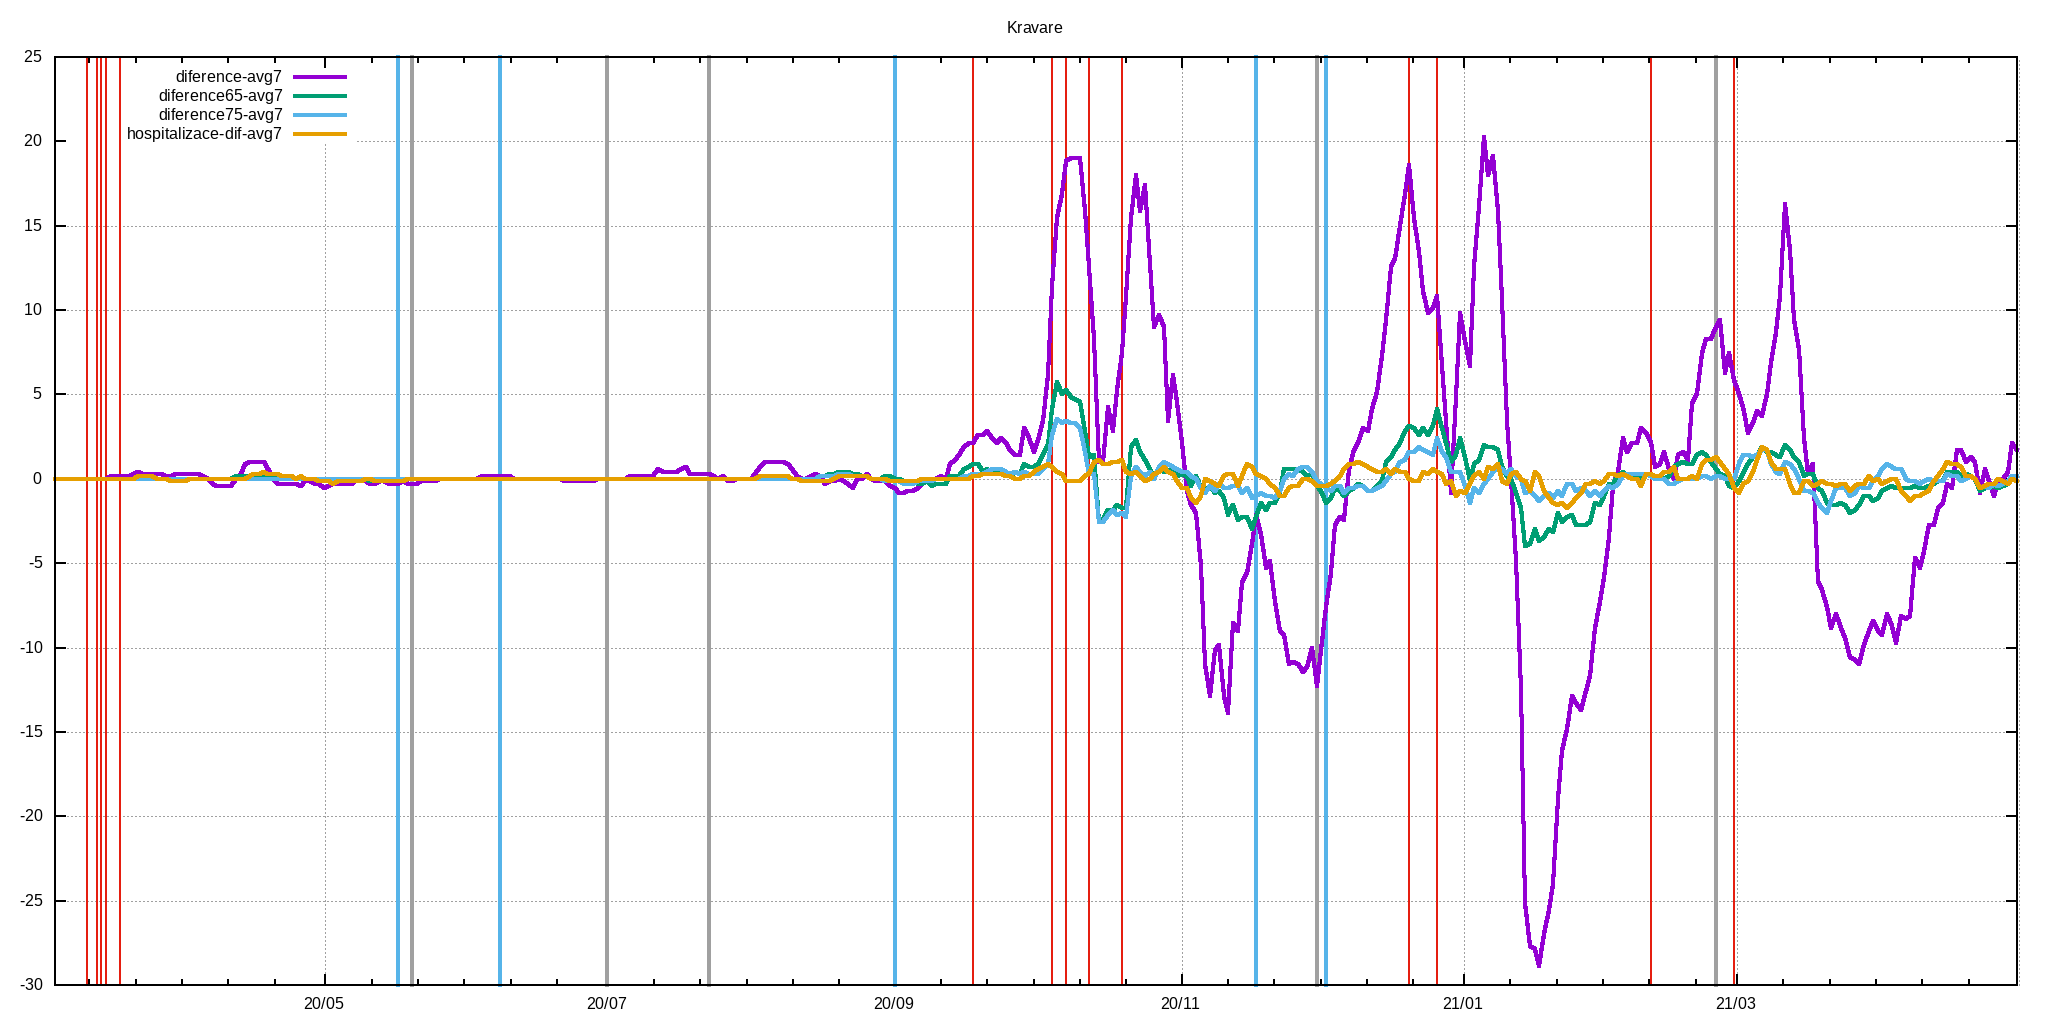 Kravare
25
diference-avg7
diference65-avg7
diference75-avg7
hospitalizace-dif-avg7
20
15
10
5
0
-5
-10
-15
-20
-25
-30
20/05 20/07 20/09 20/11 21/01 21/03